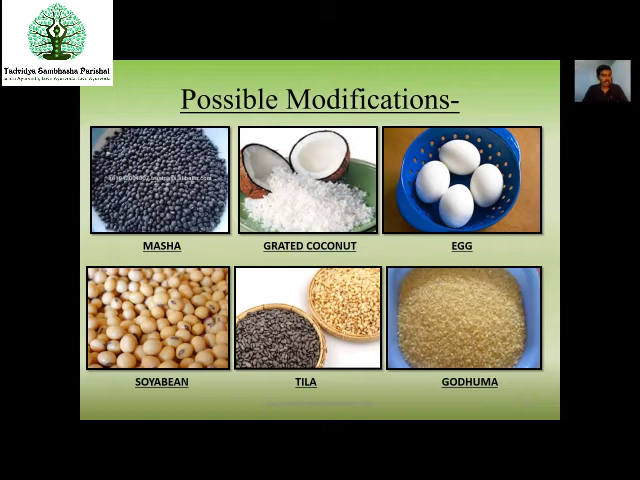 Tadvidya Sambhasha Parishat
Possible Modifications-
MASHA
GRATED COCONUT
EGG
SOYABEAN
TILA
GODHUMA